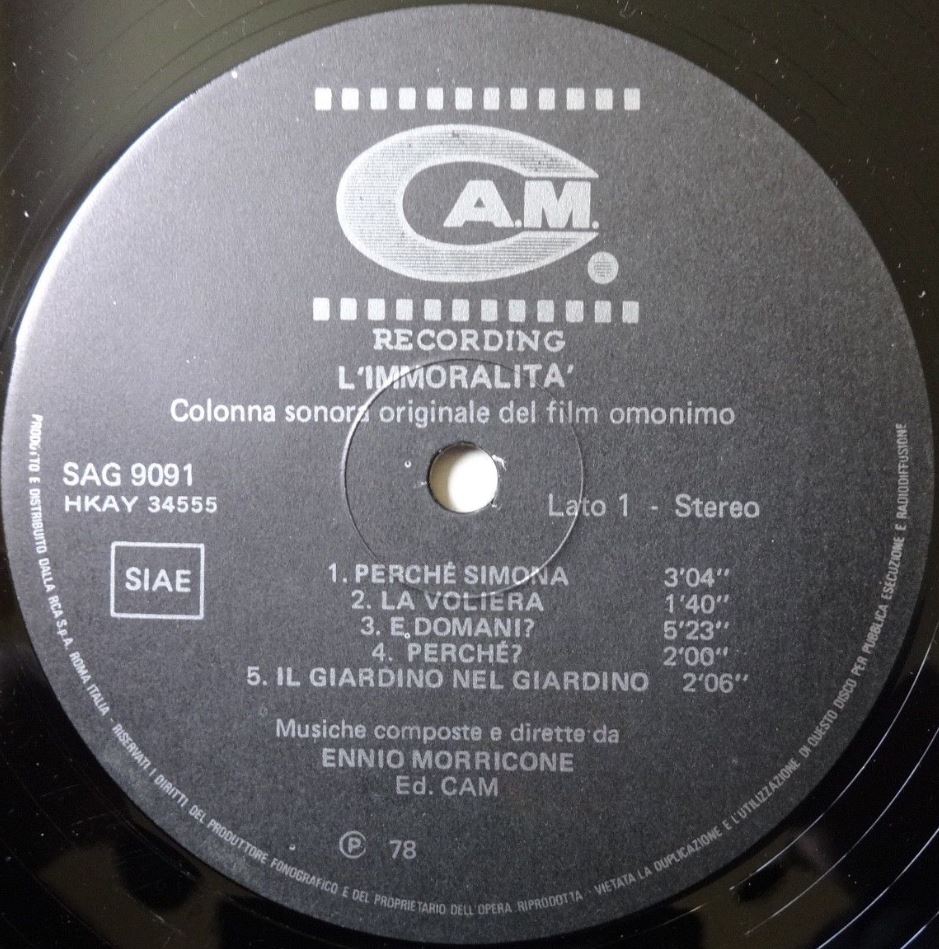 CAM.
RECORDING
L'IMMORALITA'
Colonna sonora originale del film omonimo
SAG 9091
HKAY 34555
Lato 1 - Stereo
SIAE
1. PERCHÉ SIMONA 3'04"
2. LA VOLIERA 1'40"
3. E DOMANI? 5'23"
4. PERCHÉ? 2'00"
5. IL GIARDINO NEL GIARDINO 2'06"
Musiche composte e dirette da
ENNIO MORRICONE
Ed. CAM
Ⓟ 78
PRODOTTO E DISTRIBUITO DALLA RCA S.p.A. ROMA ITALIA - RISERVATI I DIRITTI DEL PRODUTTORE FONOGRAFICO E DEL PROPRIETARIO DELL'OPERA RIPRODOTTA - VIETATA LA DUPLICAZIONE E L'UTILIZZAZIONE DI QUESTO DISCO PER PUBBLICA ESECUZIONE E RADIODIFFUSIONE